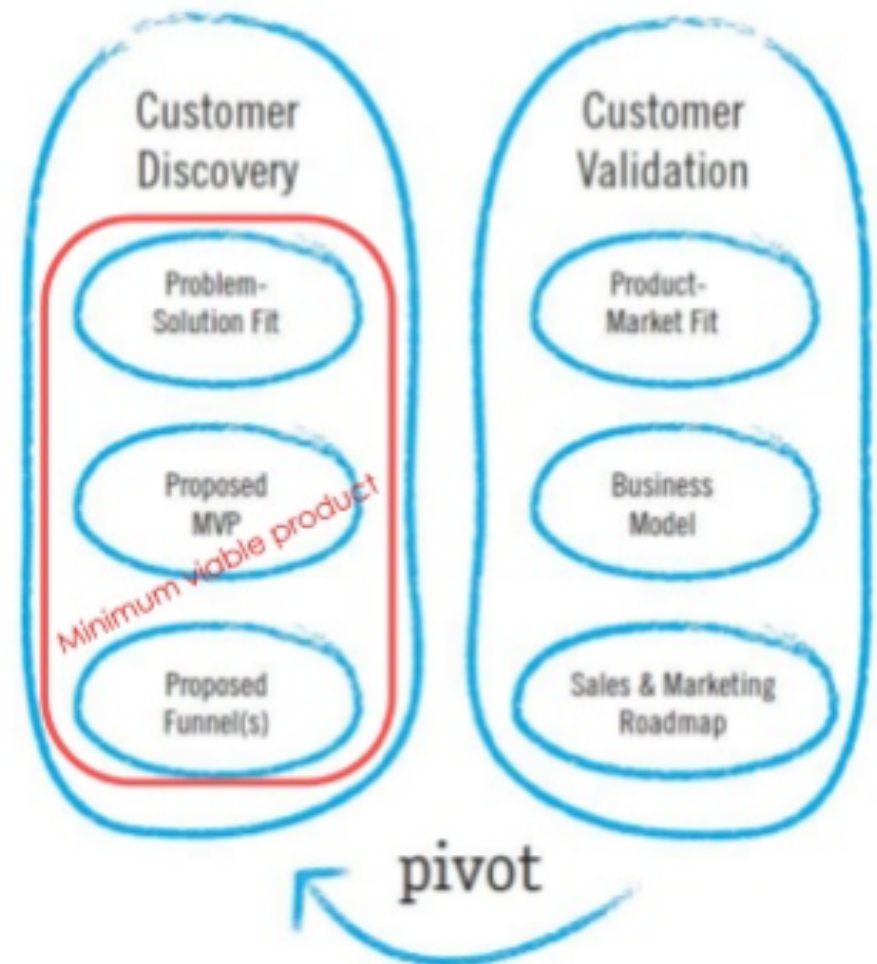 Customer
Discovery
Problem-
Solution Fit
Proposed
MVP
Minimum viable product
Proposed
Funnel(s)
Customer
Validation
Product-
Market Fit
Business
Model
Sales & Marketing
Roadmap
pivot